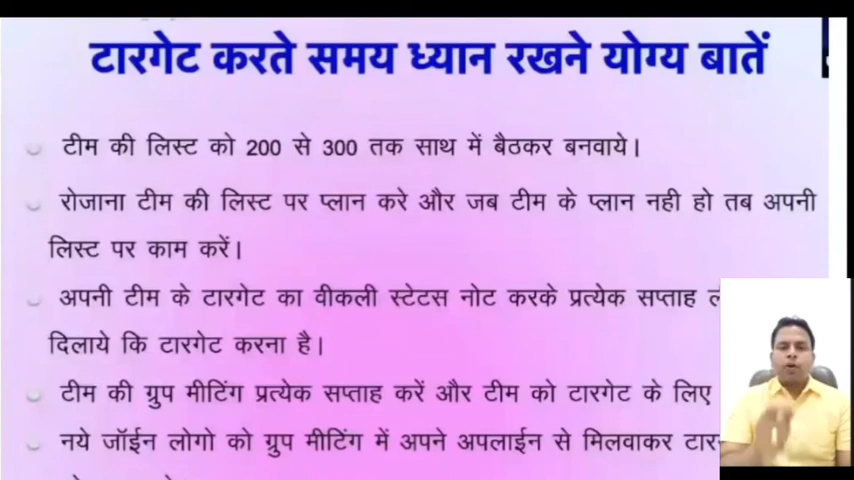 टारगेट करते समय ध्यान रखने योग्य बातें
टीम की लिस्ट को 200 से 300 तक साथ में बैठकर बनवाये।
रोजाना टीम की लिस्ट पर प्लान करे और जब टीम के प्लान नही हो तब अपनी
लिस्ट पर काम करें।
अपनी टीम के टारगेट का वीकली स्टेटस नोट करके प्रत्येक सप्ताह
दिलाये कि टारगेट करना है।
टीम की ग्रुप मीटिंग प्रत्येक सप्ताह करें और टीम को टारगेट के लिए
नये जॉईन लोगो को ग्रुप मीटिंग में अपने अपलाईन से मिलवाकर